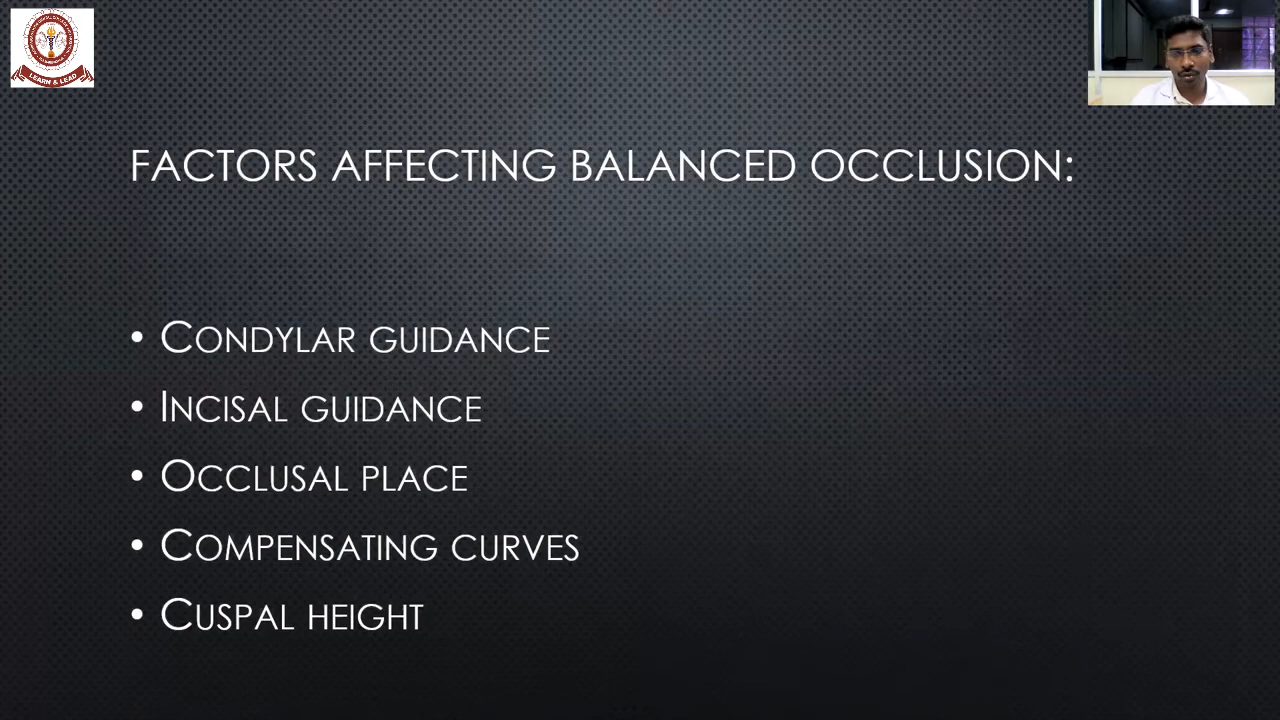 LEARN & LEAD
FACTORS AFFECTING BALANCED OCCLUSION:
• CONDYLAR GUIDANCE
• INCISAL GUIDANCE
• OCCLUSAL PLACE
• COMPENSATING CURVES
• CUSPAL HEIGHT